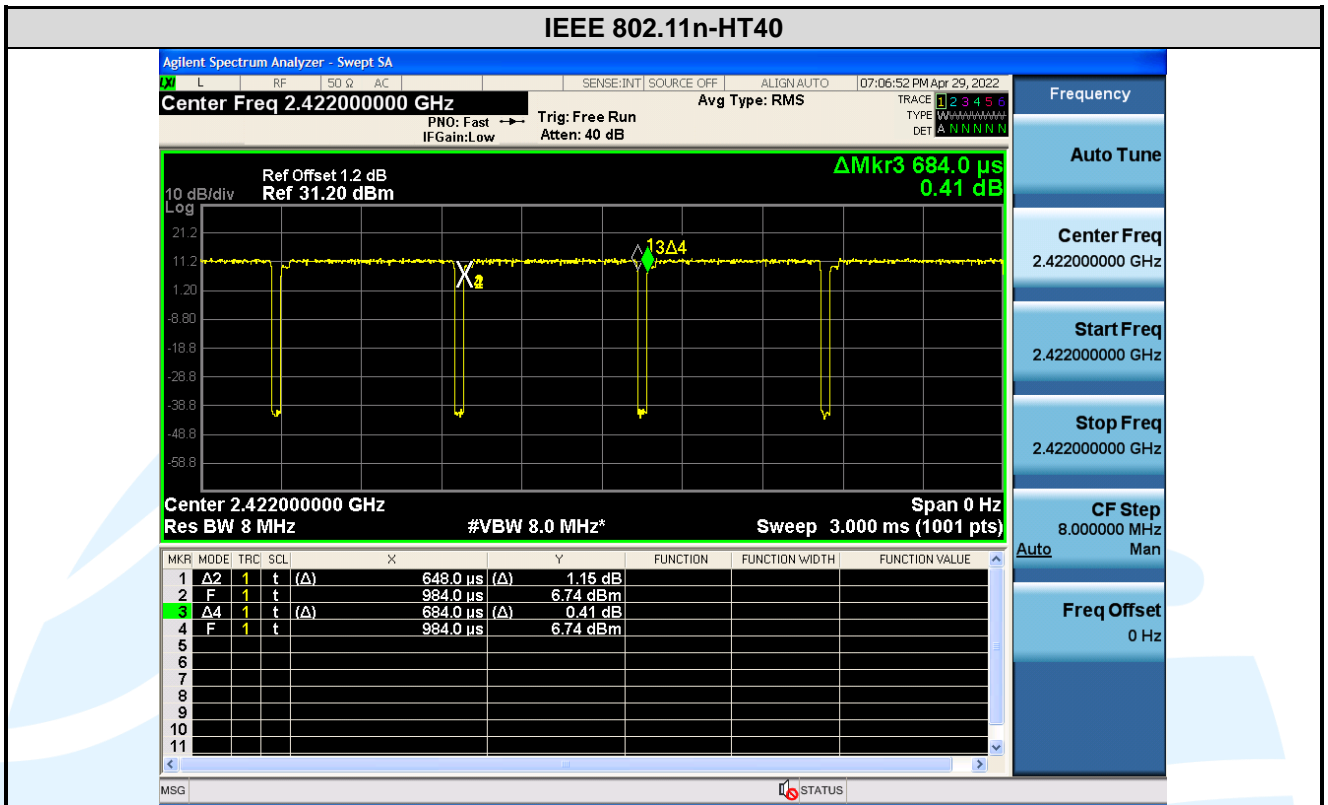 IEEE 802.11n-HT40
Agilent Spectrum Analyzer - Swept SA
LXI L RF 50 Ω AC SENSE:INT SOURCE OFF ALIGN AUTO 07:06:52 PM Apr 29, 2022
Center Freq 2.422000000 GHz
PNO: Fast
IFGain:Low
Trig: Free Run
Atten: 40 dB
Avg Type: RMS
TRACE 1 2 3 4 5 6
TYPE W
DET A N N N N N
ΔMkr3 684.0 µs
0.41 dB
Ref Offset 1.2 dB
10 dB/div Ref 31.20 dBm
Log
21.2
11.2
1.20
-8.80
-18.8
-28.8
-38.8
-48.8
-58.8
13Δ4
X
Center 2.422000000 GHz Span 0 Hz
Res BW 8 MHz #VBW 8.0 MHz* Sweep 3.000 ms (1001 pts)
MKR MODE TRC SCL X Y FUNCTION FUNCTION WIDTH FUNCTION VALUE
1 Δ2 1 t (Δ) 648.0 µs (Δ) 1.15 dB
2 F 1 t 984.0 µs 6.74 dBm
3 Δ4 1 t (Δ) 684.0 µs (Δ) 0.41 dB
4 F 1 t 984.0 µs 6.74 dBm
5
6
7
8
9
10
11
MSG STATUS
Frequency
Auto Tune
Center Freq
2.422000000 GHz
Start Freq
2.422000000 GHz
Stop Freq
2.422000000 GHz
CF Step
8.000000 MHz
Auto Man
Freq Offset
0 Hz